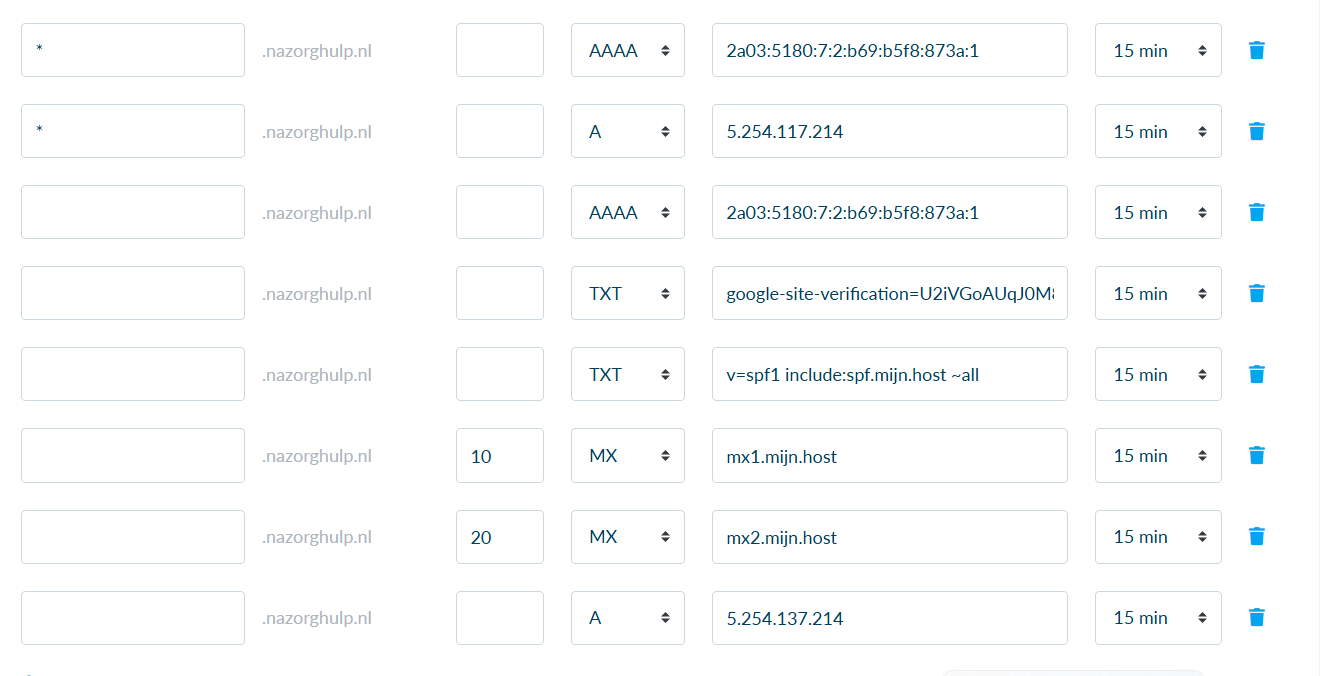 * .nazorghulp.nl AAAA 2a03:5180:7:2:b69:b5f8:873a:1 15 min
* .nazorghulp.nl A 5.254.117.214 15 min
.nazorghulp.nl AAAA 2a03:5180:7:2:b69:b5f8:873a:1 15 min
.nazorghulp.nl TXT google-site-verification=U2iVGoAUqJ0M 15 min
.nazorghulp.nl TXT v=spf1 include:spf.mijn.host ~all 15 min
.nazorghulp.nl 10 MX mx1.mijn.host 15 min
.nazorghulp.nl 20 MX mx2.mijn.host 15 min
.nazorghulp.nl A 5.254.137.214 15 min